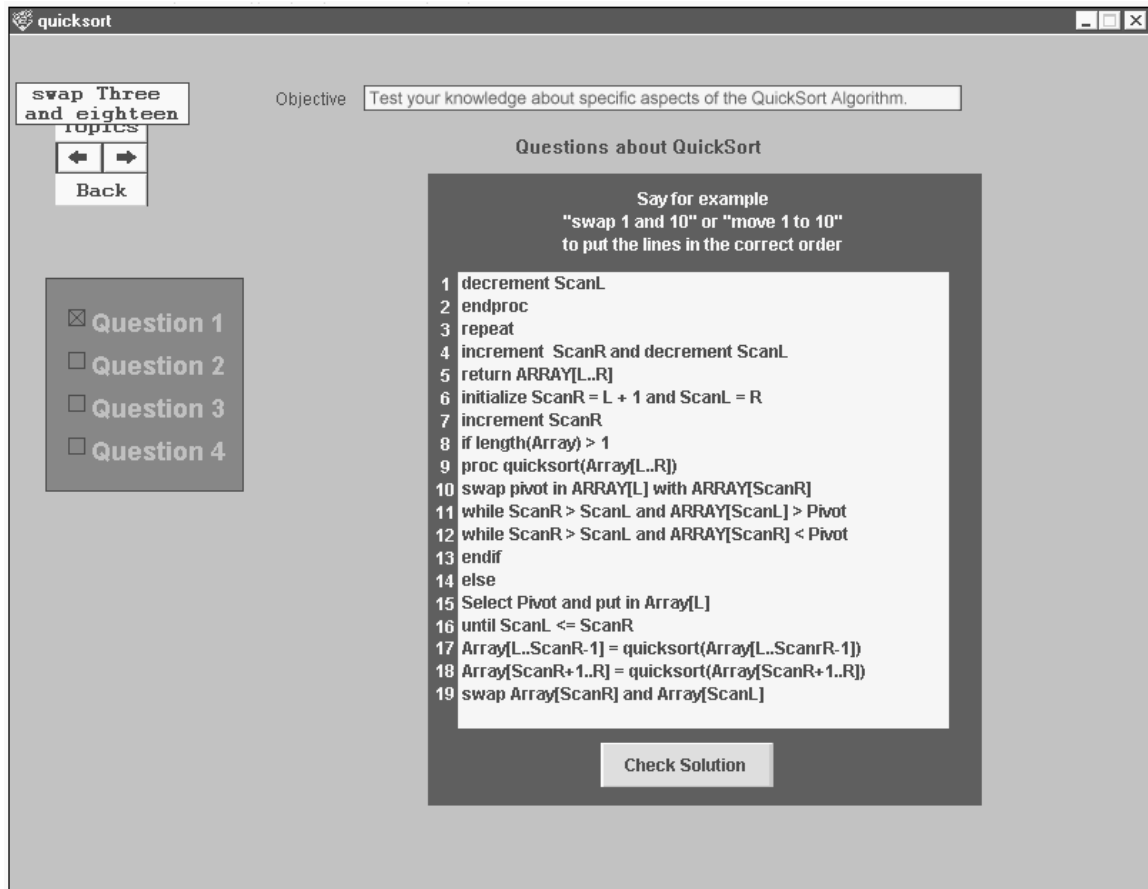 quicksort
swap Three
and eighteen
Topics
Back
Objective Test your knowledge about specific aspects of the QuickSort Algorithm.
Questions about QuickSort
Say for example
"swap 1 and 10" or "move 1 to 10"
to put the lines in the correct order
Question 1
Question 2
Question 3
Question 4
1 decrement ScanL
2 endproc
3 repeat
4 increment ScanR and decrement ScanL
5 return ARRAY[L..R]
6 initialize ScanR = L + 1 and ScanL = R
7 increment ScanR
8 if length(Array) > 1
9 proc quicksort(Array[L..R])
10 swap pivot in ARRAY[L] with ARRAY[ScanR]
11 while ScanR > ScanL and ARRAY[ScanL] > Pivot
12 while ScanR > ScanL and ARRAY[ScanR] < Pivot
13 endif
14 else
15 Select Pivot and put in Array[L]
16 until ScanL <= ScanR
17 Array[L..ScanR-1] = quicksort(Array[L..ScanrR-1])
18 Array[ScanR+1..R] = quicksort(Array[ScanR+1..R])
19 swap Array[ScanR] and Array[ScanL]
Check Solution